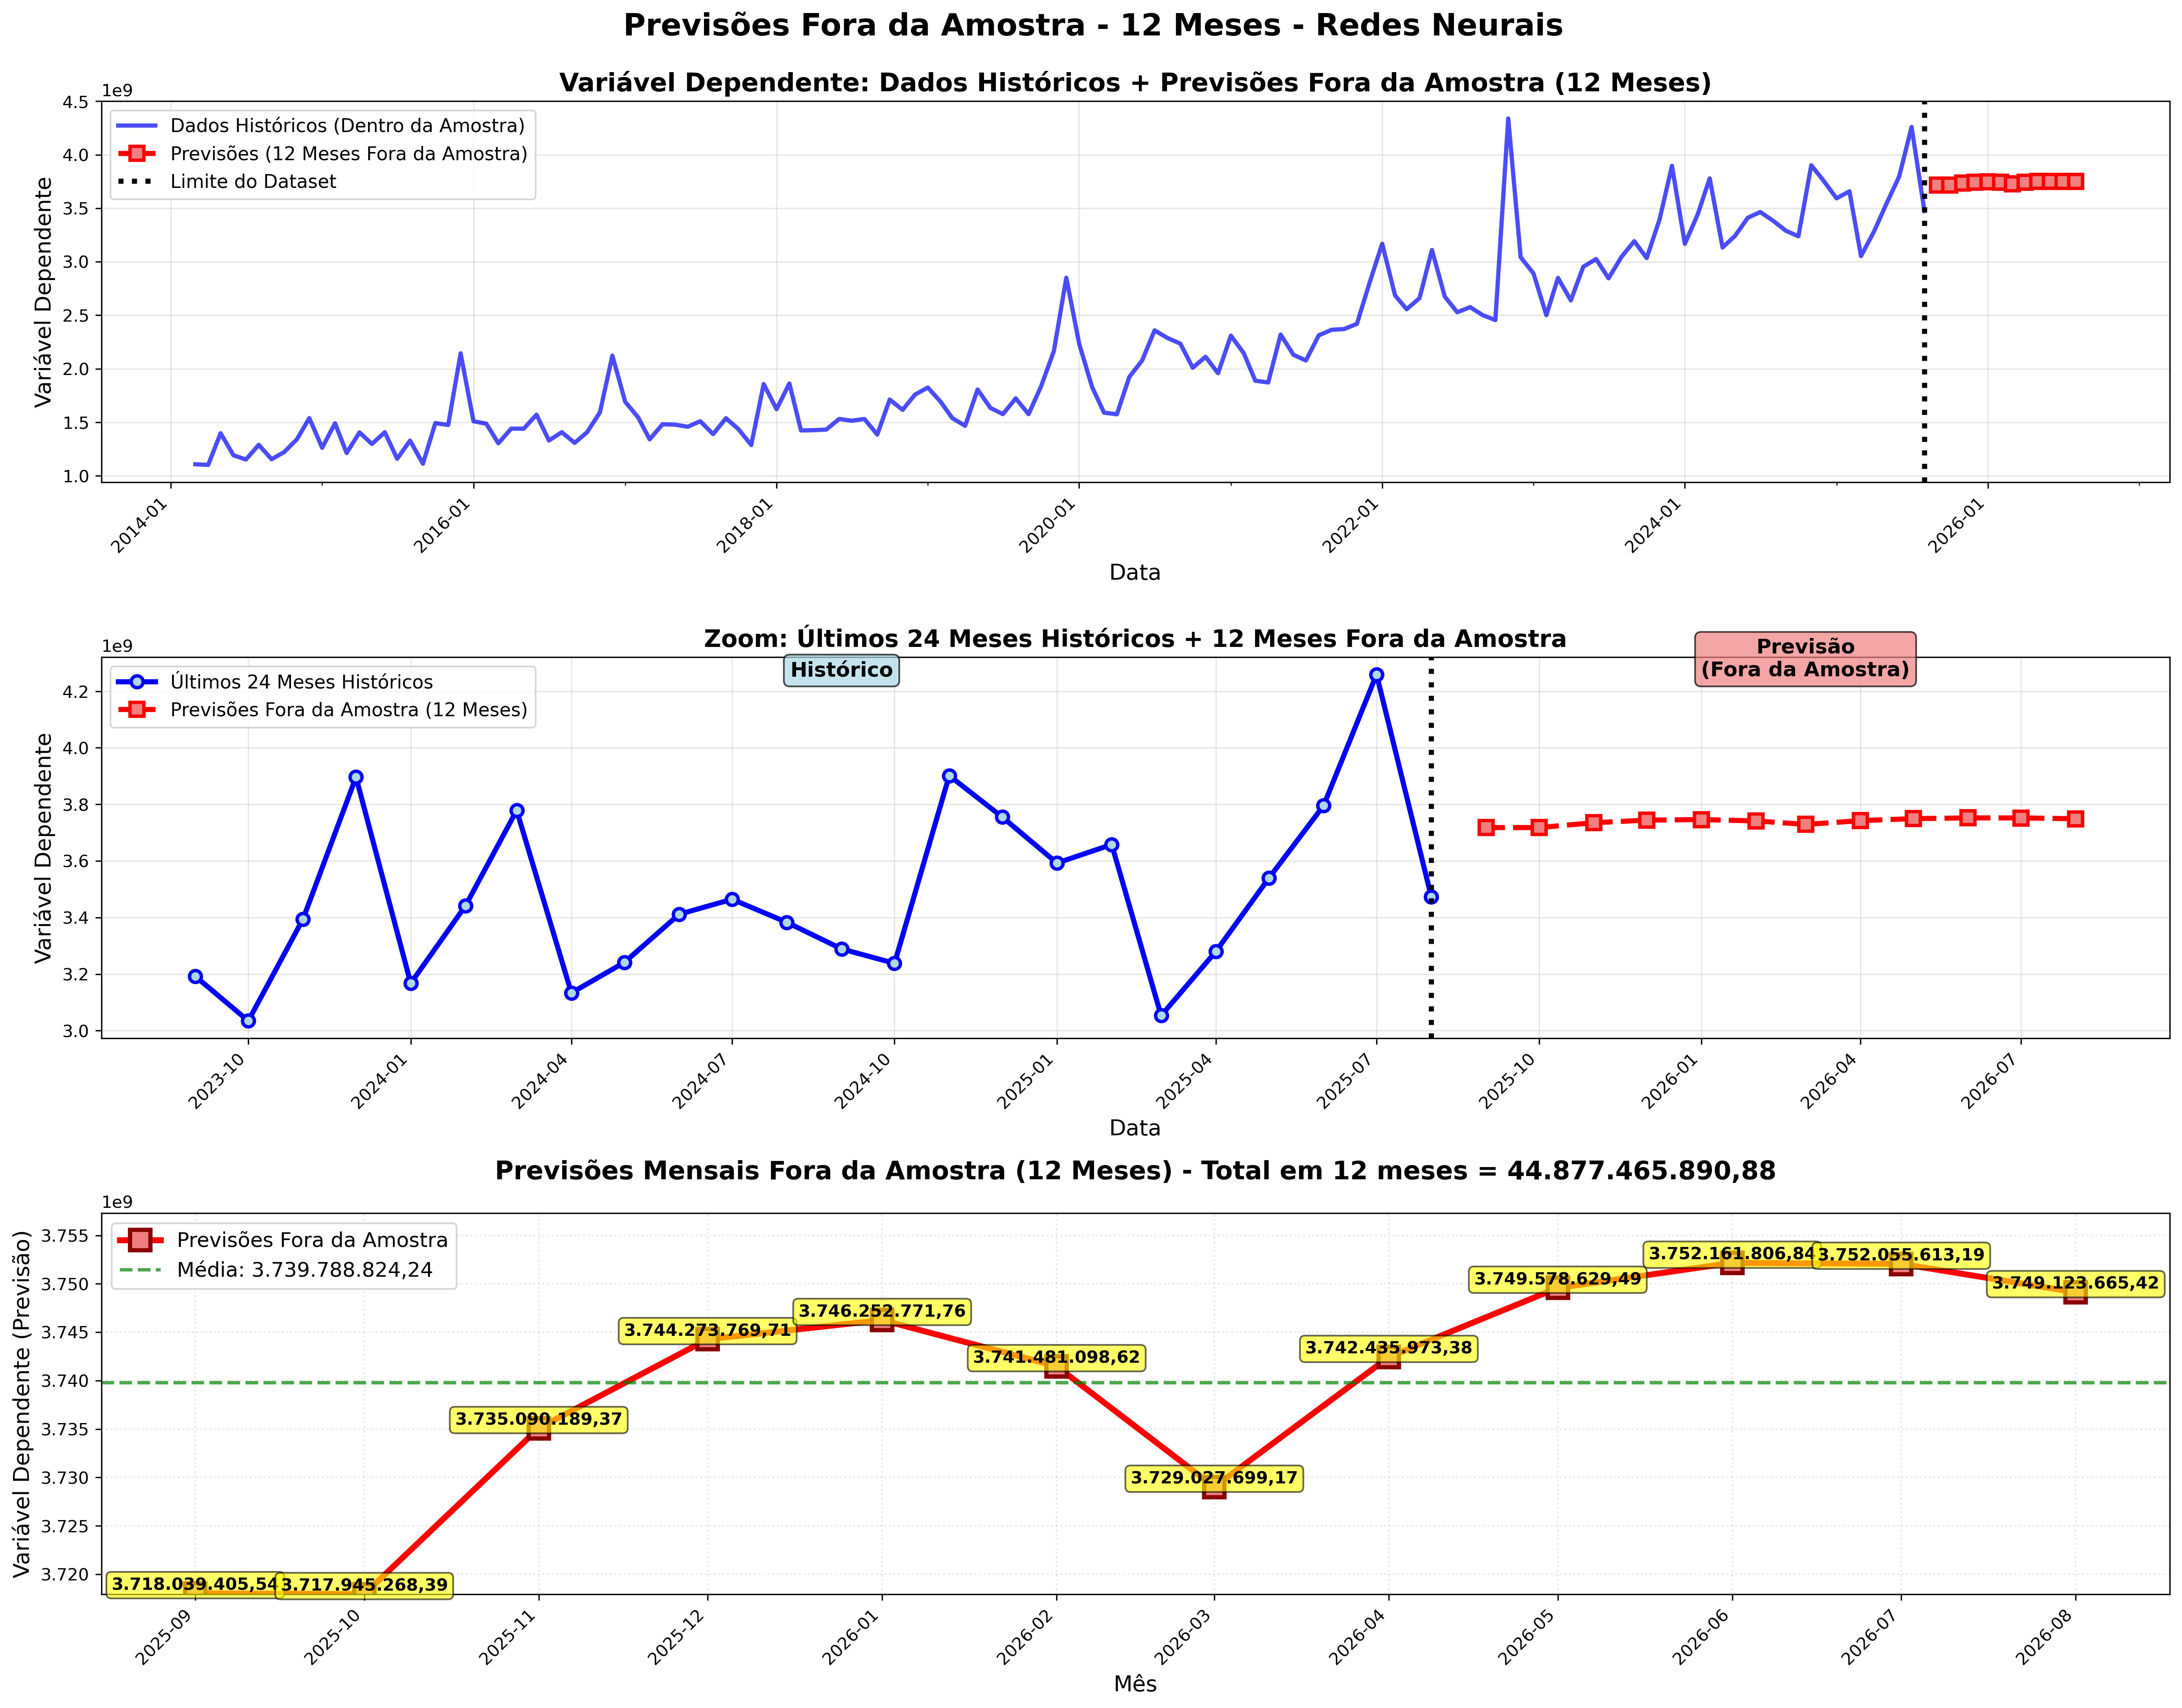 Previsões Fora da Amostra - 12 Meses - Redes Neurais
Variável Dependente: Dados Históricos + Previsões Fora da Amostra (12 Meses)
1e9
Dados Históricos (Dentro da Amostra)
Previsões (12 Meses Fora da Amostra)
Limite do Dataset
Variável Dependente
4.5
4.0
3.5
3.0
2.5
2.0
1.5
1.0
2014-01
2016-01
2018-01
2020-01
2022-01
2024-01
2026-01
Data
Zoom: Últimos 24 Meses Históricos + 12 Meses Fora da Amostra
1e9
Últimos 24 Meses Históricos
Previsões Fora da Amostra (12 Meses)
Histórico
Previsão
(Fora da Amostra)
Variável Dependente
4.2
4.0
3.8
3.6
3.4
3.2
3.0
2023-10
2024-01
2024-04
2024-07
2024-10
2025-01
2025-04
2025-07
2025-10
2026-01
2026-04
2026-07
Data
Previsões Mensais Fora da Amostra (12 Meses) - Total em 12 meses = 44.877.465.890,88
1e9
Previsões Fora da Amostra
Média: 3.739.788.824,24
Variável Dependente (Previsão)
3.755
3.750
3.745
3.740
3.735
3.730
3.725
3.720
3.718.039.405,54
3.717.945.268,39
3.735.090.189,37
3.744.273.769,71
3.746.252.771,76
3.741.481.098,62
3.729.027.699,17
3.742.435.973,38
3.749.578.629,49
3.752.161.806,84
3.752.055.613,19
3.749.123.665,42
2025-09
2025-10
2025-11
2025-12
2026-01
2026-02
2026-03
2026-04
2026-05
2026-06
2026-07
2026-08
Mês